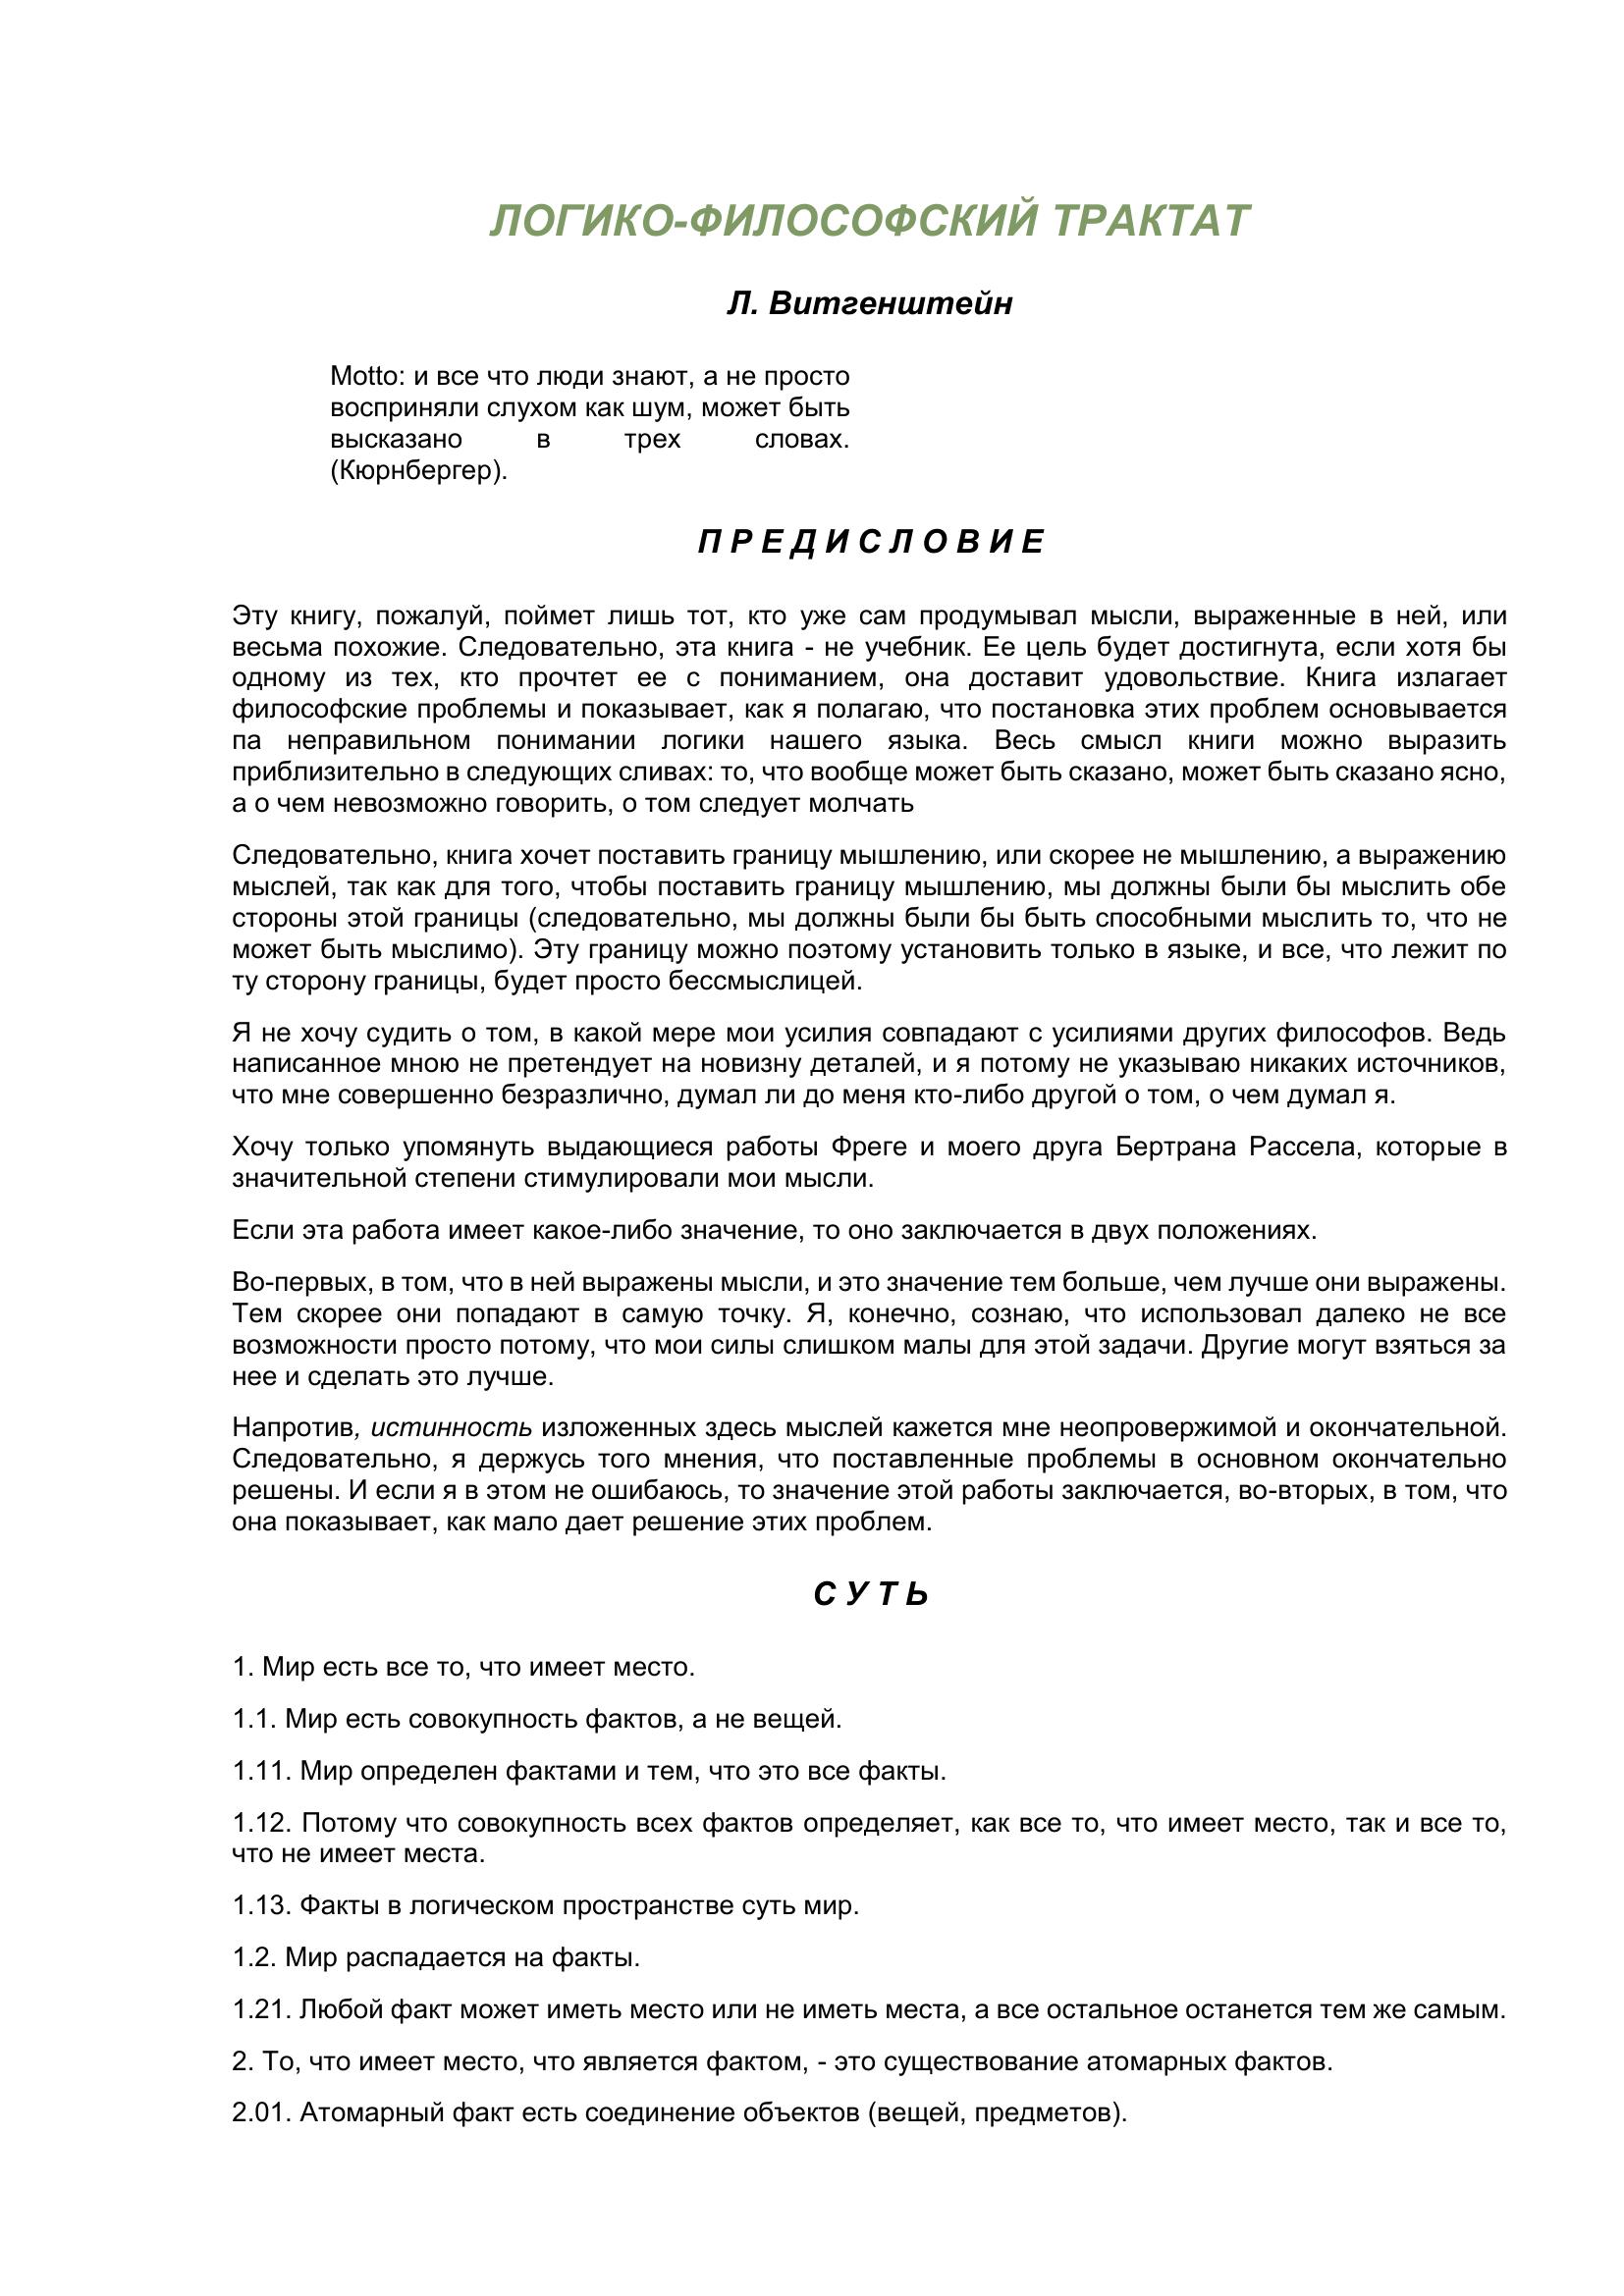 ЛОГИКО-ФИЛОСОФСКИЙ ТРАКТАТ
Л. Витгенштейн
Motto: и все что люди знают, а не просто
восприняли слухом как шум, может быть
высказано в трех словах.
(Кюрнбергер).
П Р Е Д И С Л О В И Е
Эту книгу, пожалуй, поймет лишь тот, кто уже сам продумывал мысли, выраженные в ней, или
весьма похожие. Следовательно, эта книга - не учебник. Ее цель будет достигнута, если хотя бы
одному из тех, кто прочтет ее с пониманием, она доставит удовольствие. Книга излагает
философские проблемы и показывает, как я полагаю, что постановка этих проблем основывается
па неправильном понимании логики нашего языка. Весь смысл книги можно выразить
приблизительно в следующих сливах: то, что вообще может быть сказано, может быть сказано ясно,
а о чем невозможно говорить, о том следует молчать
Следовательно, книга хочет поставить границу мышлению, или скорее не мышлению, а выражению
мыслей, так как для того, чтобы поставить границу мышлению, мы должны были бы мыслить обе
стороны этой границы (следовательно, мы должны были бы быть способными мыслить то, что не
может быть мыслимо). Эту границу можно поэтому установить только в языке, и все, что лежит по
ту сторону границы, будет просто бессмыслицей.
Я не хочу судить о том, в какой мере мои усилия совпадают с усилиями других философов. Ведь
написанное мною не претендует на новизну деталей, и я потому не указываю никаких источников,
что мне совершенно безразлично, думал ли до меня кто-либо другой о том, о чем думал я.
Хочу только упомянуть выдающиеся работы Фреге и моего друга Бертрана Рассела, которые в
значительной степени стимулировали мои мысли.
Если эта работа имеет какое-либо значение, то оно заключается в двух положениях.
Во-первых, в том, что в ней выражены мысли, и это значение тем больше, чем лучше они выражены.
Тем скорее они попадают в самую точку. Я, конечно, сознаю, что использовал далеко не все
возможности просто потому, что мои силы слишком малы для этой задачи. Другие могут взяться за
нее и сделать это лучше.
Напротив, истинность изложенных здесь мыслей кажется мне неопровержимой и окончательной.
Следовательно, я держусь того мнения, что поставленные проблемы в основном окончательно
решены. И если я в этом не ошибаюсь, то значение этой работы заключается, во-вторых, в том, что
она показывает, как мало дает решение этих проблем.
С У Т Ь
1. Мир есть все то, что имеет место.
1.1. Мир есть совокупность фактов, а не вещей.
1.11. Мир определен фактами и тем, что это все факты.
1.12. Потому что совокупность всех фактов определяет, как все то, что имеет место, так и все то,
что не имеет места.
1.13. Факты в логическом пространстве суть мир.
1.2. Мир распадается на факты.
1.21. Любой факт может иметь место или не иметь места, а все остальное останется тем же самым.
2. То, что имеет место, что является фактом, - это существование атомарных фактов.
2.01. Атомарный факт есть соединение объектов (вещей, предметов).